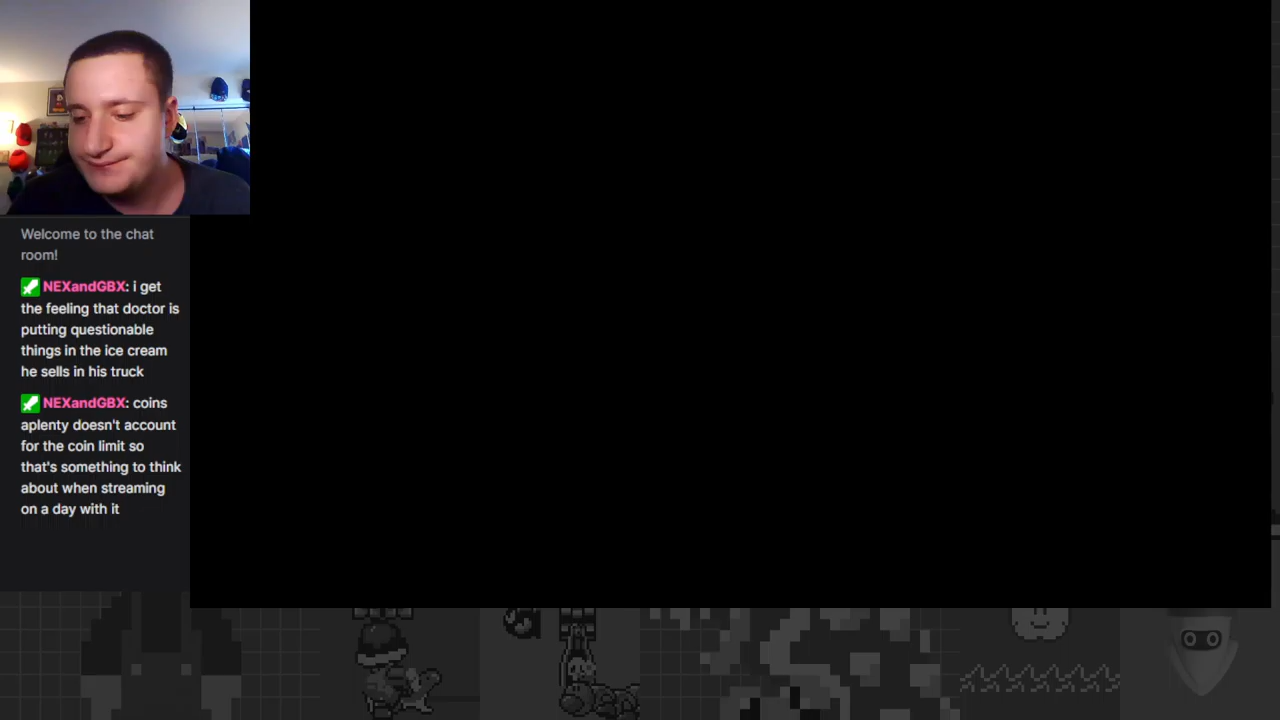 Welcome to the chat
room!
NEXandGBX: i get
the feeling that doctor is
putting questionable
things in the ice cream
he sells in his truck
NEXandGBX: coins
aplenty doesn't account
for the coin limit so
that's something to think
about when streaming
on a day with it